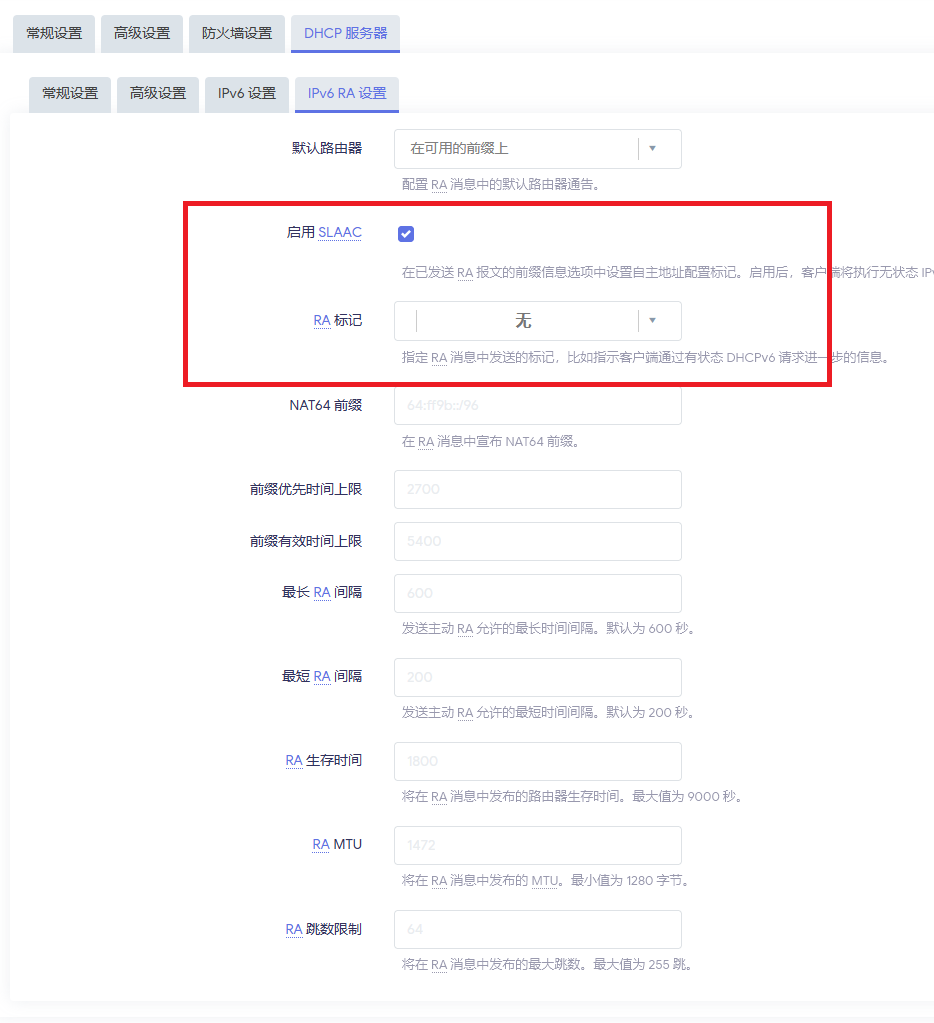 常规设置 高级设置 防火墙设置 DHCP 服务器
常规设置 高级设置 IPv6 设置 IPv6 RA 设置
默认路由器 在可用的前缀上
配置 RA 消息中的默认路由器通告。
启用 SLAAC
在已发送 RA 报文的前缀信息选项中设置自主地址配置标记。启用后，客户端将执行无状态 IPv
RA 标记 无
指定 RA 消息中发送的标记，比如指示客户端通过有状态 DHCPv6 请求进一步的信息。
NAT64 前缀 64:ff9b::/96
在 RA 消息中宣布 NAT64 前缀。
前缀优先时间上限 2700
前缀有效时间上限 5400
最长 RA 间隔 600
发送主动 RA 允许的最长时间间隔。默认为 600 秒。
最短 RA 间隔 200
发送主动 RA 允许的最短时间间隔。默认为 200 秒。
RA 生存时间 1800
将在 RA 消息中发布的路由器生存时间。最大值为 9000 秒。
RA MTU 1472
将在 RA 消息中发布的 MTU。最小值为 1280 字节。
RA 跳数限制 64
将在 RA 消息中发布的最大跳数。最大值为 255 跳。